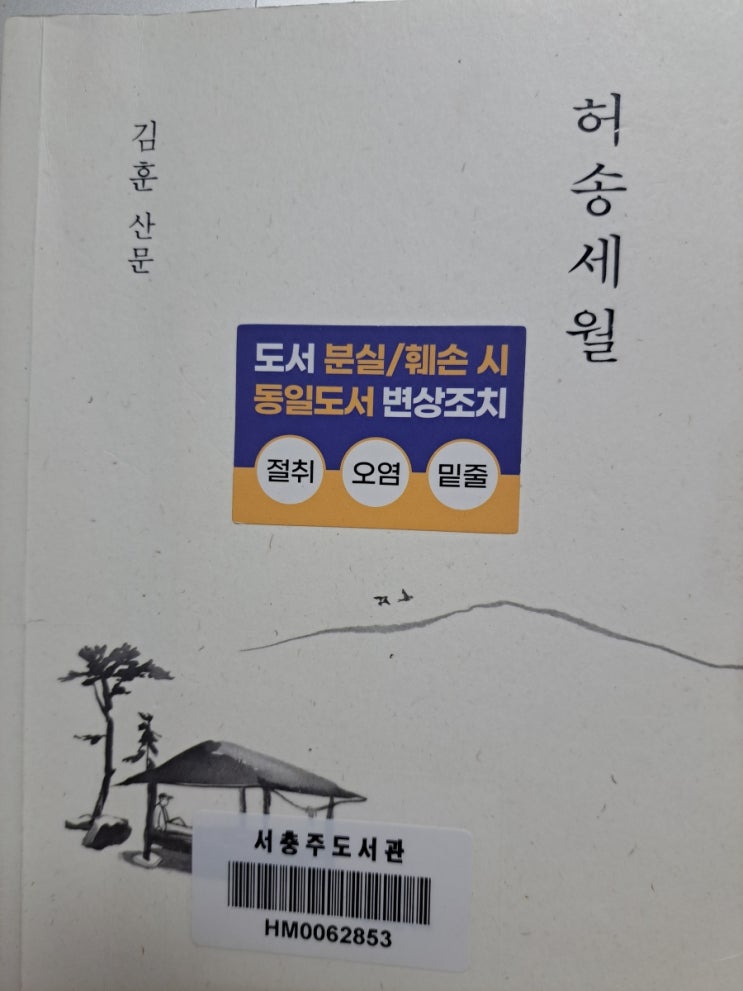 허송세월
김훈 산문
도서 분실/훼손 시
동일도서 변상조치
절취 오염 밑줄
서충주도서관
HM0062853